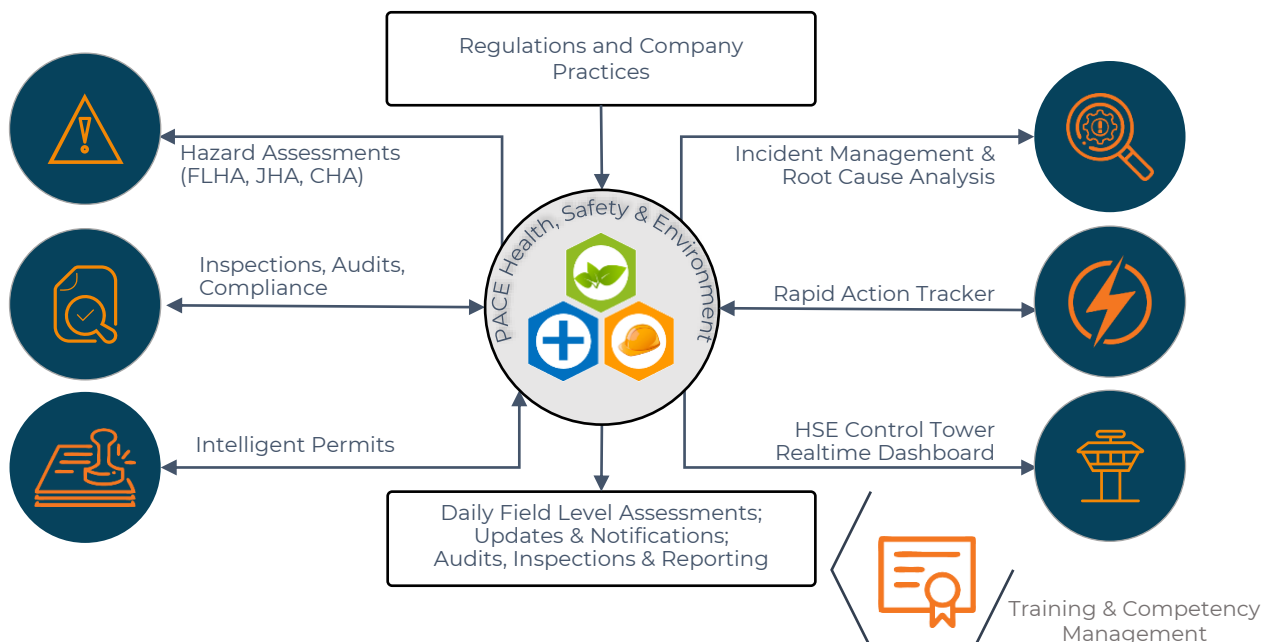 Regulations and Company
Practices
Hazard Assessments
(FLHA, JHA, CHA)
Incident Management &
Root Cause Analysis
PACE Health, Safety & Environment
Inspections, Audits,
Compliance
Rapid Action Tracker
Intelligent Permits
HSE Control Tower
Realtime Dashboard
Daily Field Level Assessments;
Updates & Notifications;
Audits, Inspections & Reporting
Training & Competency
Management